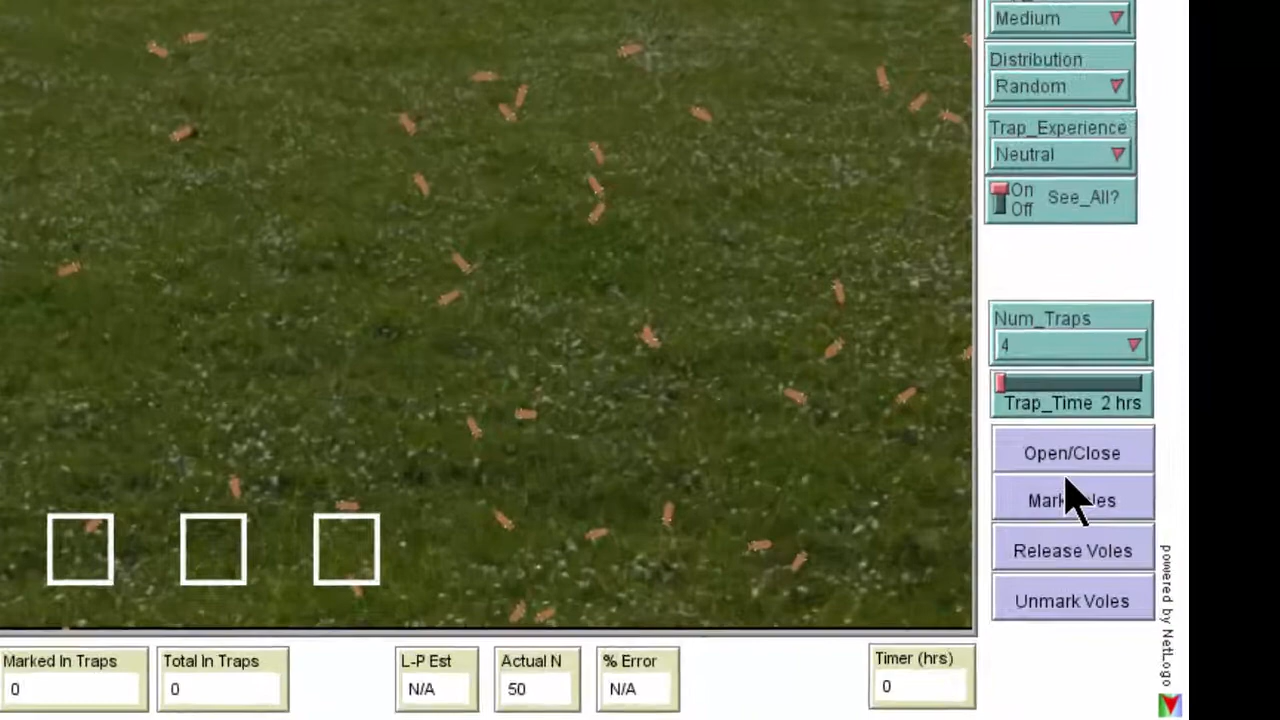 Medium
Distribution
Random
Trap_Experience
Neutral
On
Off
See_All?
Num_Traps
4
Trap_Time 2 hrs
Open/Close
Release Voles
Unmark Voles
powered by NetLogo
Marked In Traps
0
Total In Traps
0
L-P Est
N/A
Actual N
50
% Error
N/A
Timer (hrs)
0